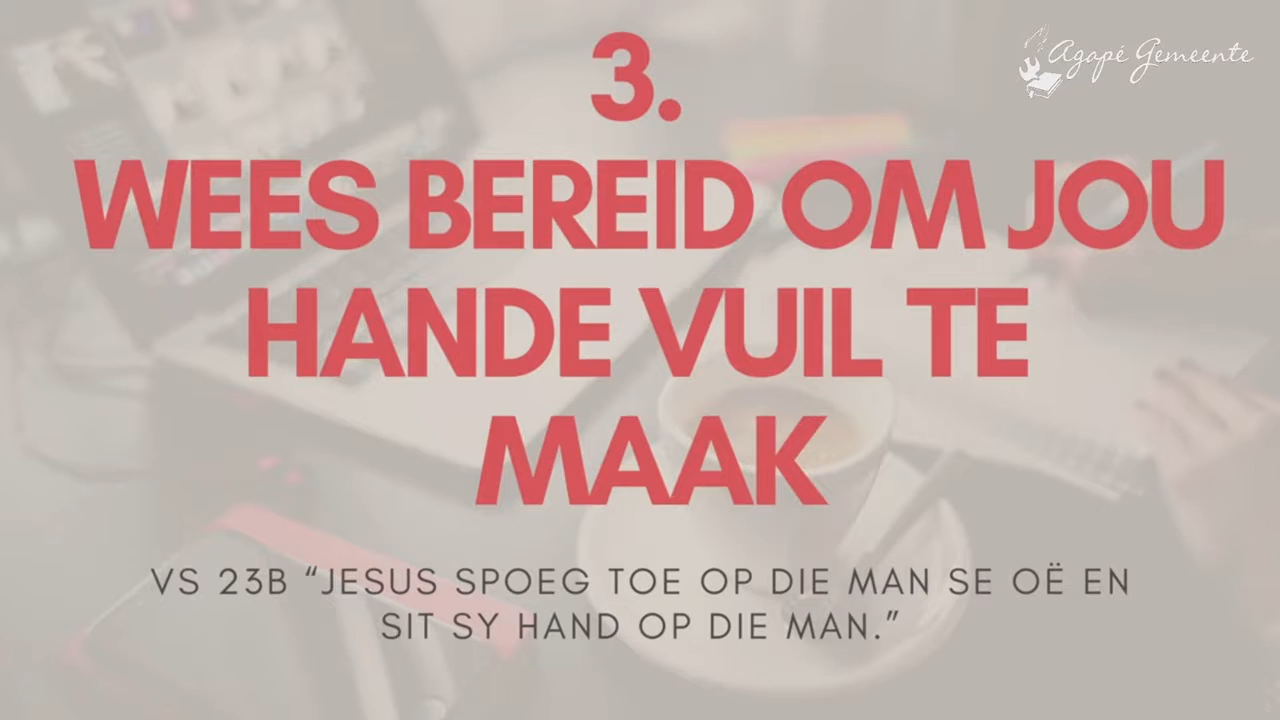 Agapé Gemeente
3.
WEES BEREID OM JOU
HANDE VUIL TE
MAAK
VS 23B “JESUS SPOEG TOE OP DIE MAN SE OË EN
SIT SY HAND OP DIE MAN.”